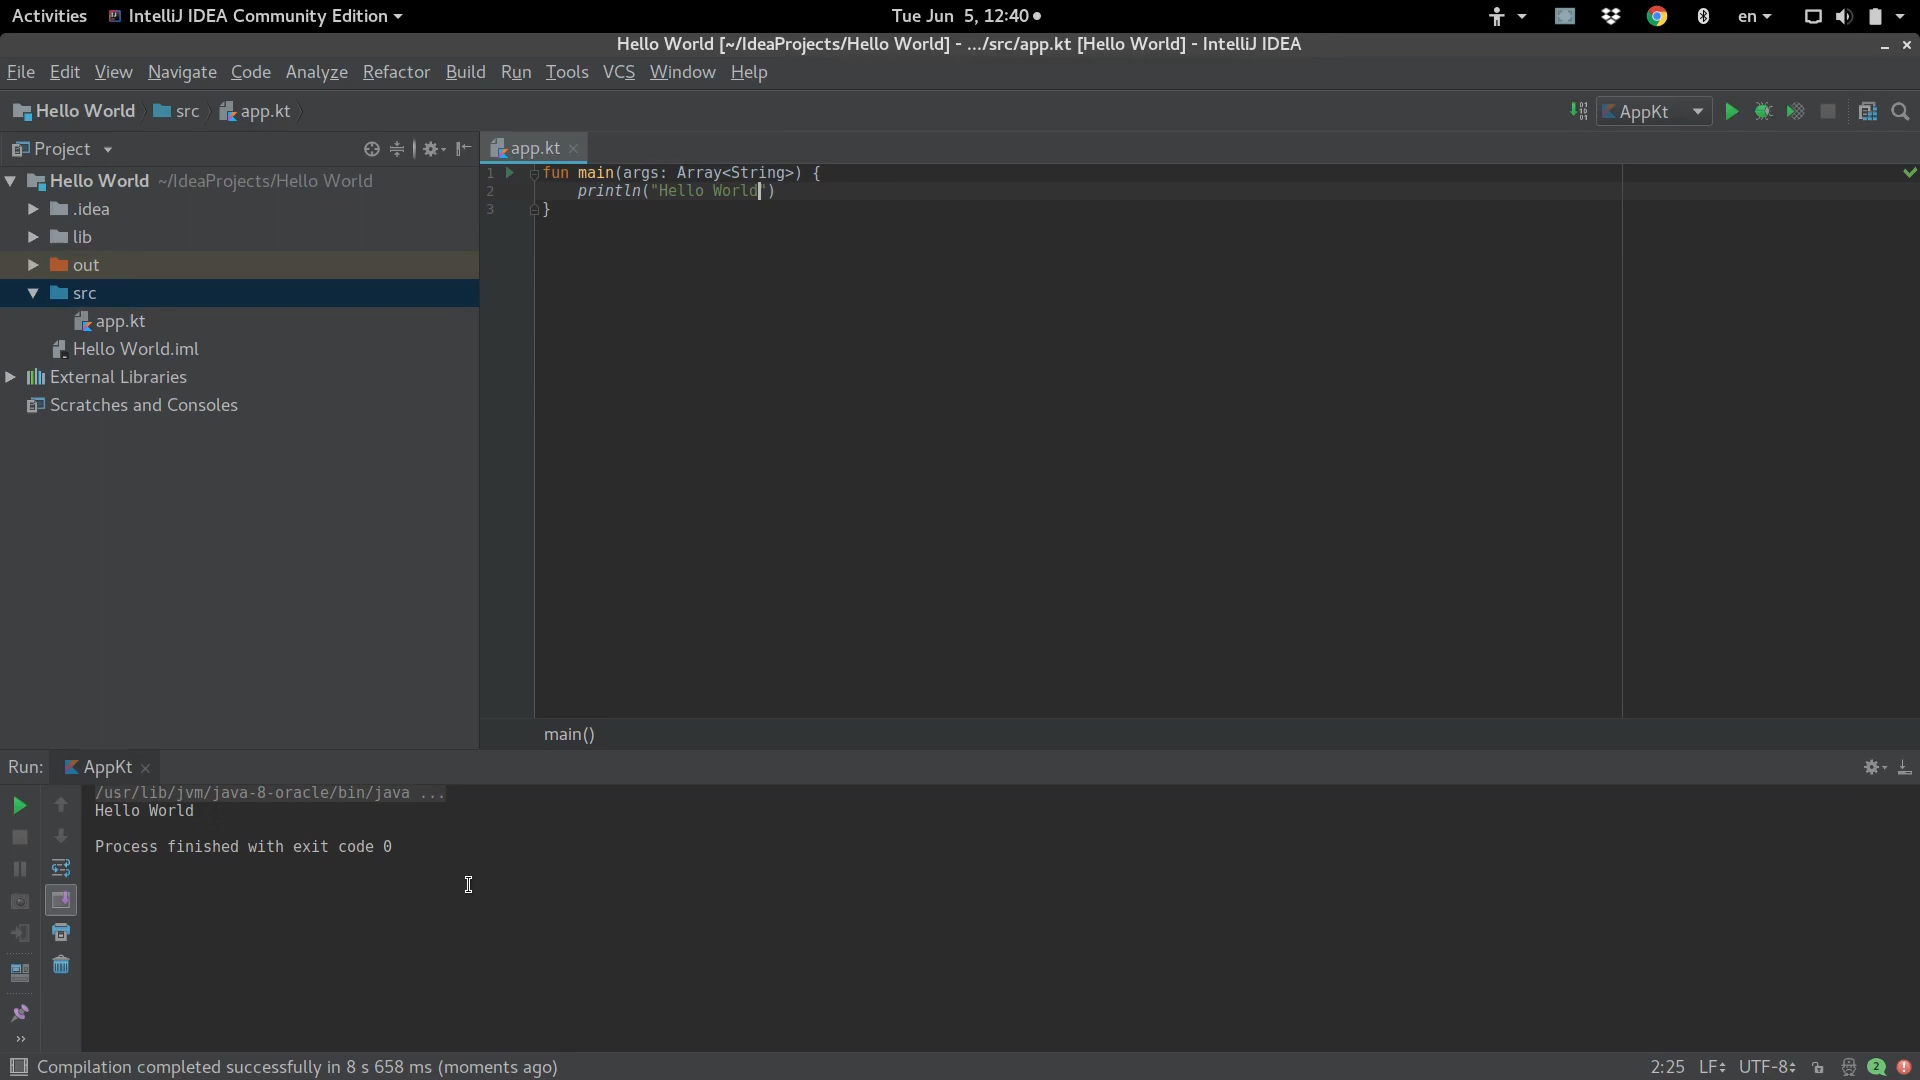 Activities IntelliJ IDEA Community Edition Tue Jun 5, 12:40 en
Hello World [~/IdeaProjects/Hello World] - .../src/app.kt [Hello World] - IntelliJ IDEA
File Edit View Navigate Code Analyze Refactor Build Run Tools VCS Window Help
Hello World src app.kt AppKt
Project
app.kt
Hello World ~/IdeaProjects/Hello World
.idea
lib
out
src
app.kt
Hello World.iml
External Libraries
Scratches and Consoles
1 fun main(args: Array<String>) {
2 println("Hello World")
3 }
main()
Run: AppKt
/usr/lib/jvm/java-8-oracle/bin/java ...
Hello World
Process finished with exit code 0
Compilation completed successfully in 8 s 658 ms (moments ago) 2:25 LF UTF-8 2